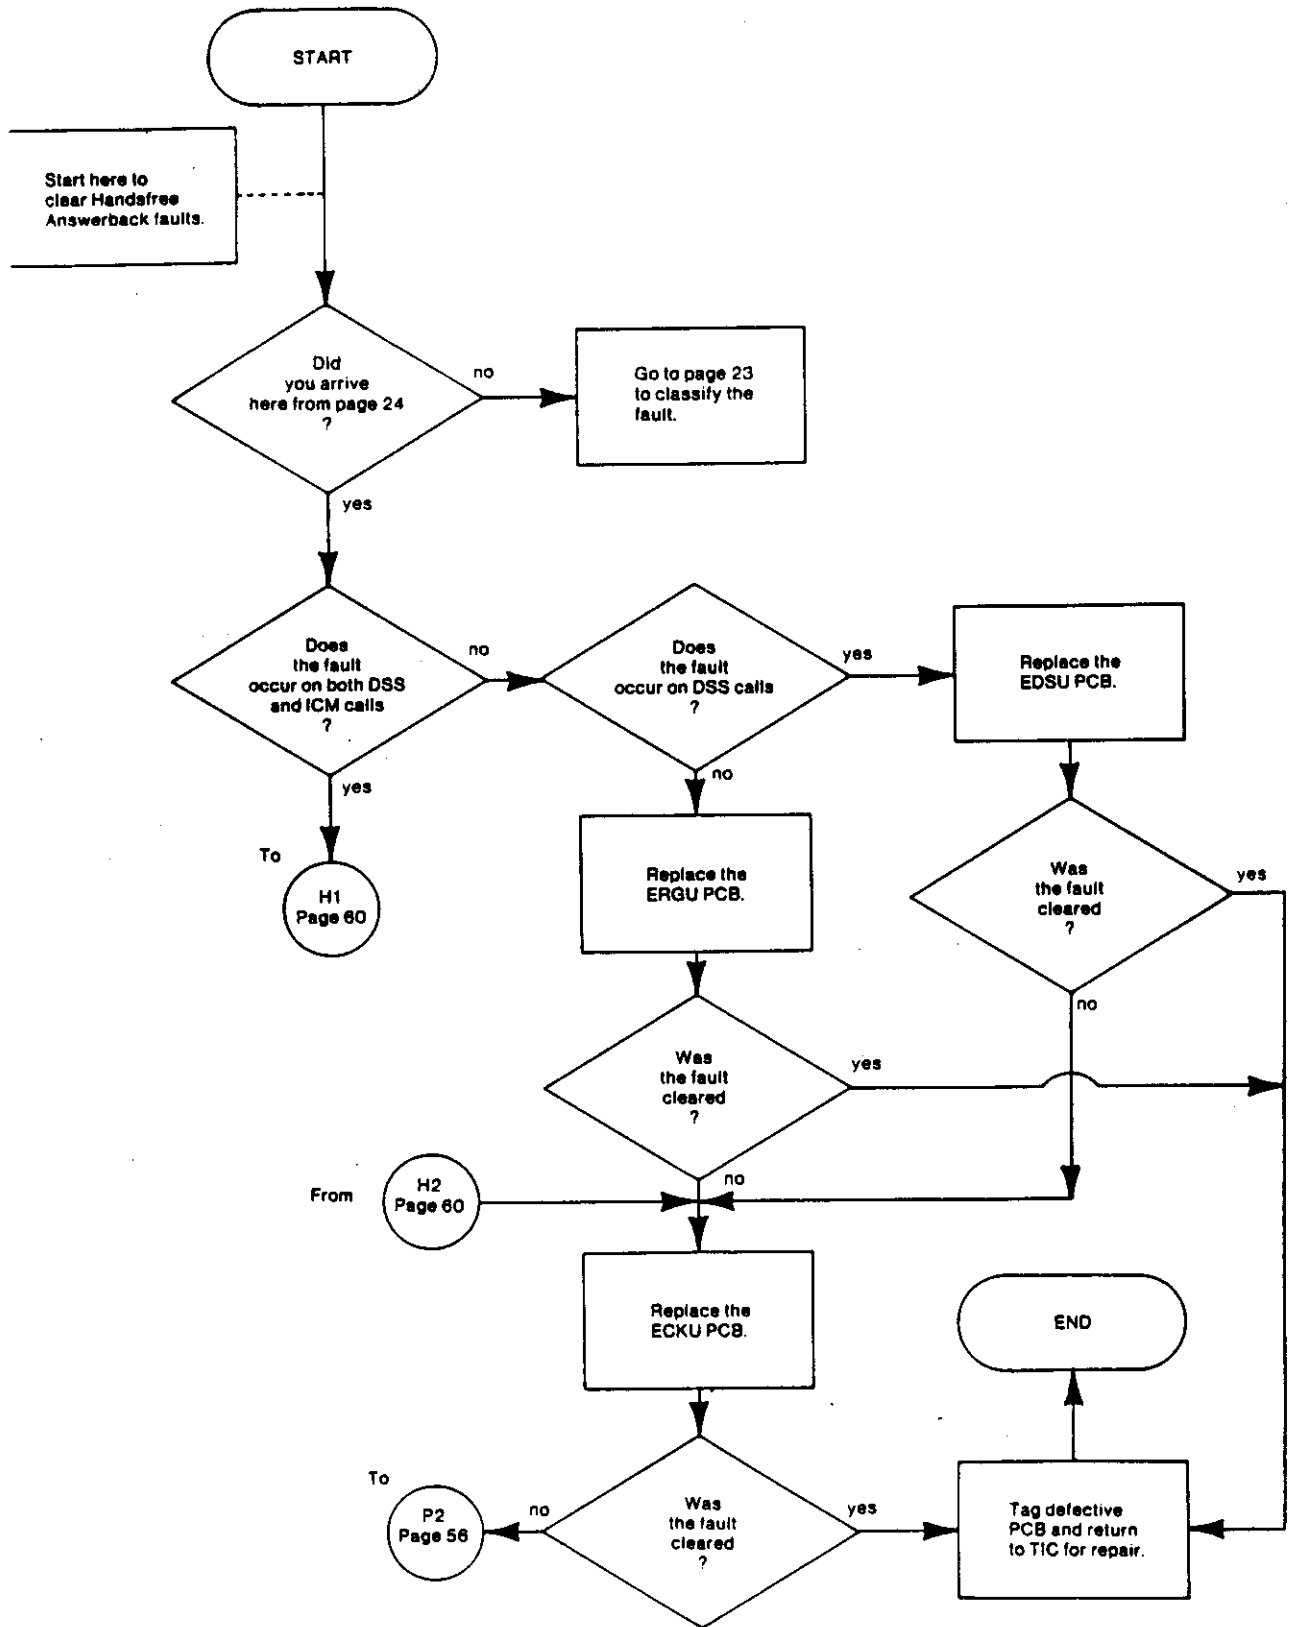 START
Start here to
clear Handsfree
Answerback faults.
Did
you arrive
here from page 24
?
no
Go to page 23
to classify the
fault.
yes
Does
the fault
occur on both DSS
and ICM calls
?
no
Does
the fault
occur on DSS calls
?
yes
Replace the
EDSU PCB.
yes
no
To
H1
Page 60
Replace the
ERGU PCB.
Was
the fault
cleared
?
yes
no
Was
the fault
cleared
?
yes
no
From
H2
Page 60
Replace the
ECKU PCB.
END
To
P2
Page 56
no
Was
the fault
cleared
?
yes
Tag defective
PCB and return
to TIC for repair.